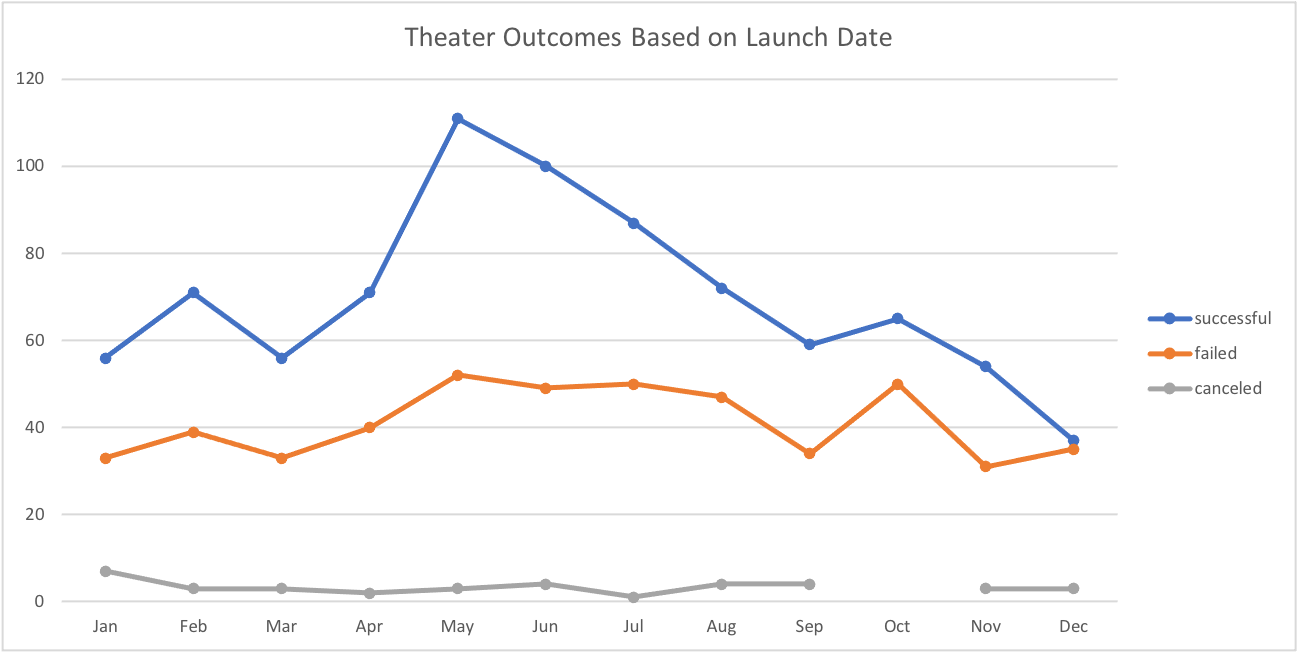 Theater Outcomes Based on Launch Date
120
100
80
60
40
20
0
Jan Feb Mar Apr May Jun Jul Aug Sep Oct Nov Dec
successful
failed
canceled